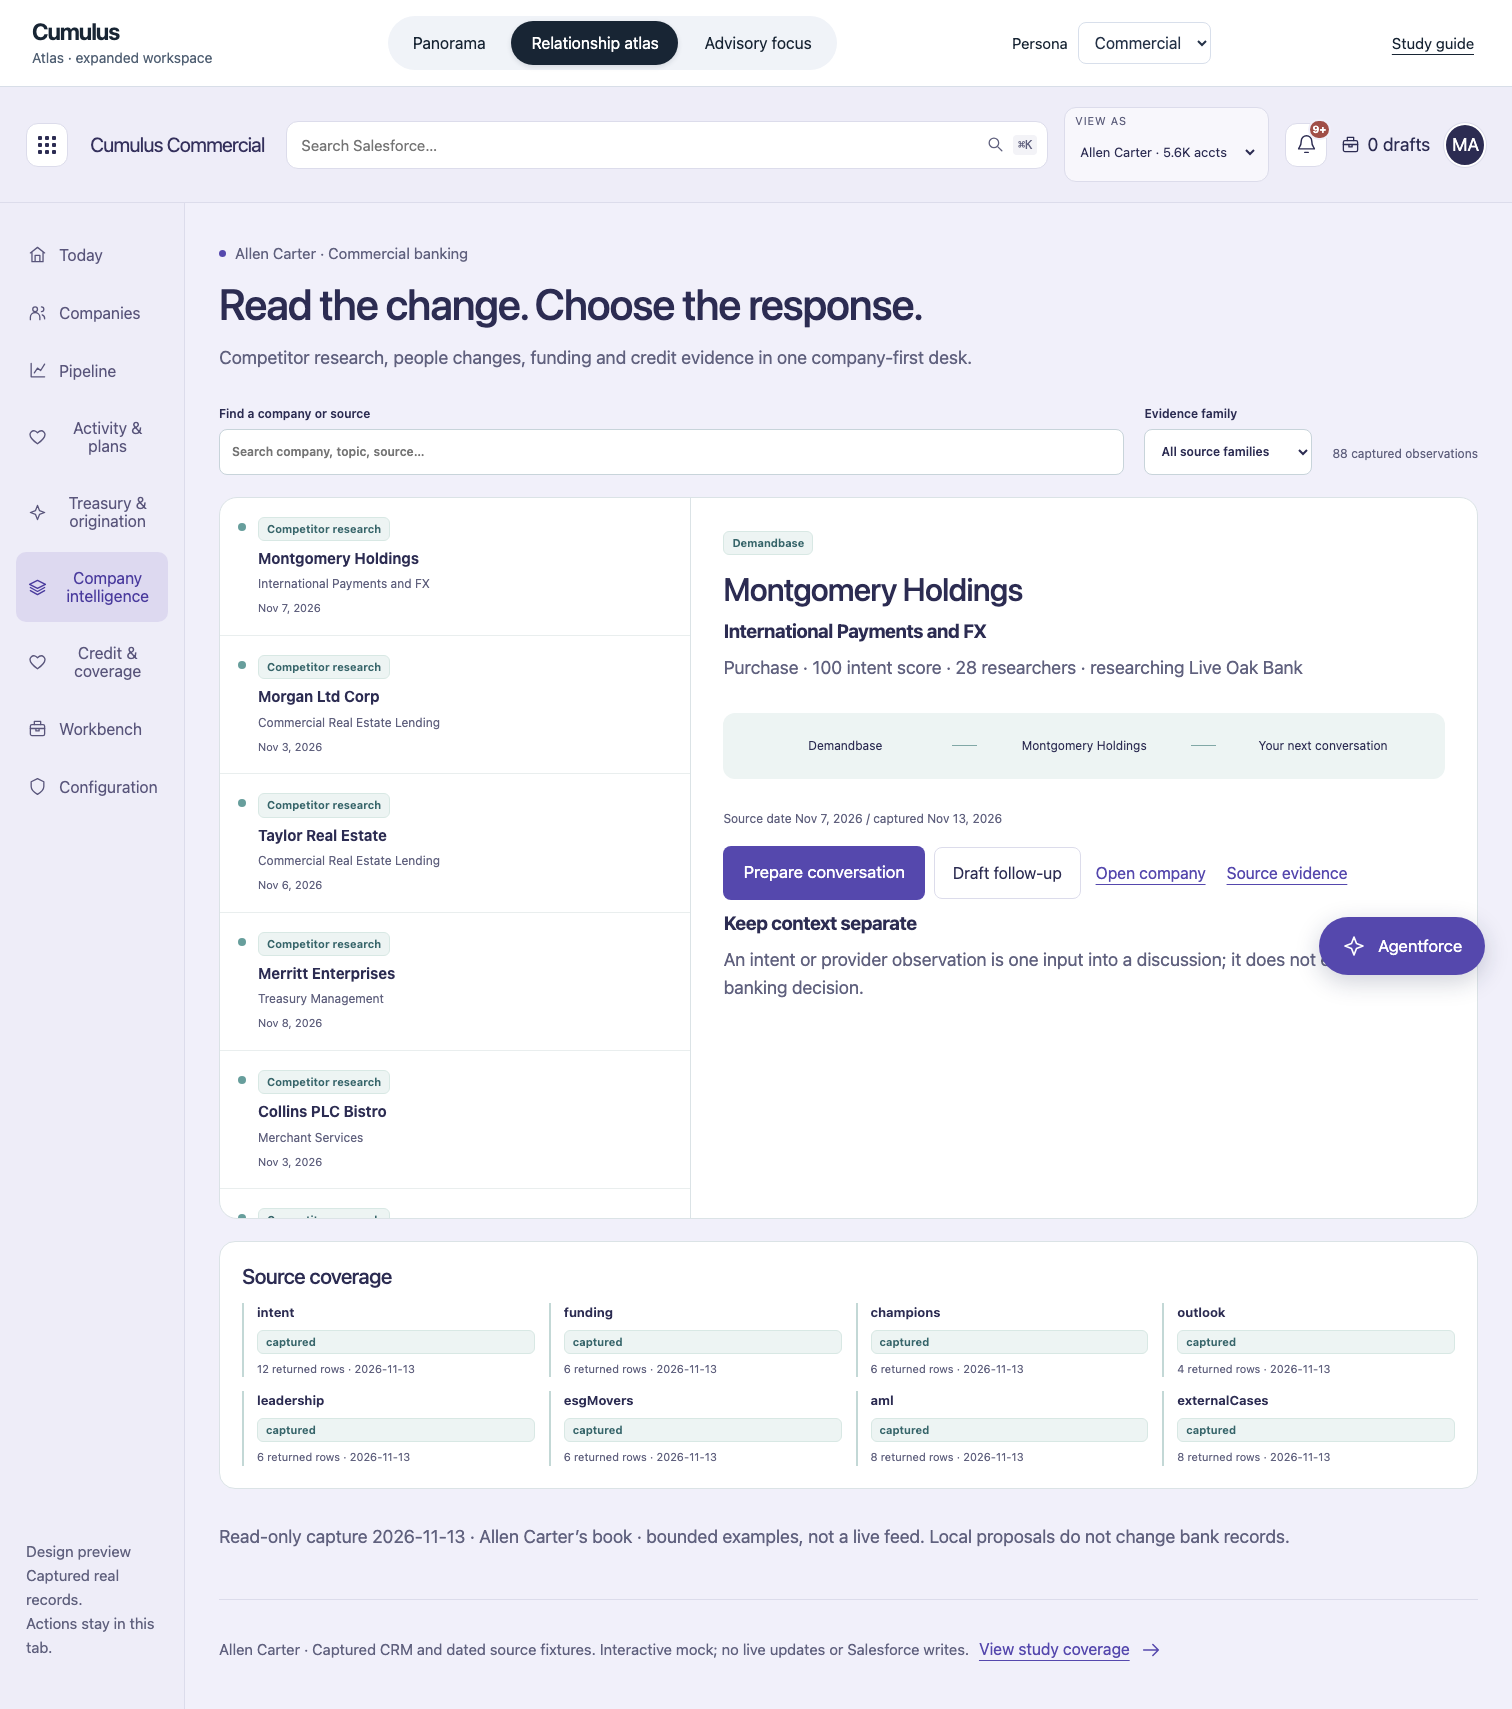 Cumulus
Atlas · expanded workspace
Panorama
Relationship atlas
Advisory focus
Persona
Commercial
Study guide
Cumulus Commercial
Search Salesforce...
⌘K
VIEW AS
Allen Carter · 5.6K accts
9+
0 drafts
MA
Today
Companies
Pipeline
Activity &
plans
Treasury &
origination
Company
intelligence
Credit &
coverage
Workbench
Configuration
Design preview
Captured real
records.
Actions stay in this
tab.
Allen Carter · Commercial banking
Read the change. Choose the response.
Competitor research, people changes, funding and credit evidence in one company-first desk.
Find a company or source
Search company, topic, source...
Evidence family
All source families
88 captured observations
Competitor research
Montgomery Holdings
International Payments and FX
Nov 7, 2026
Competitor research
Morgan Ltd Corp
Commercial Real Estate Lending
Nov 3, 2026
Competitor research
Taylor Real Estate
Commercial Real Estate Lending
Nov 6, 2026
Competitor research
Merritt Enterprises
Treasury Management
Nov 8, 2026
Competitor research
Collins PLC Bistro
Merchant Services
Nov 3, 2026
Demandbase
Montgomery Holdings
International Payments and FX
Purchase · 100 intent score · 28 researchers · researching Live Oak Bank
Demandbase
Montgomery Holdings
Your next conversation
Source date Nov 7, 2026 / captured Nov 13, 2026
Prepare conversation
Draft follow-up
Open company
Source evidence
Keep context separate
An intent or provider observation is one input into a discussion; it does not
banking decision.
Agentforce
Source coverage
intent
captured
12 returned rows · 2026-11-13
funding
captured
6 returned rows · 2026-11-13
champions
captured
6 returned rows · 2026-11-13
outlook
captured
4 returned rows · 2026-11-13
leadership
captured
6 returned rows · 2026-11-13
esgMovers
captured
6 returned rows · 2026-11-13
aml
captured
8 returned rows · 2026-11-13
externalCases
captured
8 returned rows · 2026-11-13
Read-only capture 2026-11-13 · Allen Carter’s book · bounded examples, not a live feed. Local proposals do not change bank records.
Allen Carter · Captured CRM and dated source fixtures. Interactive mock; no live updates or Salesforce writes.
View study coverage →